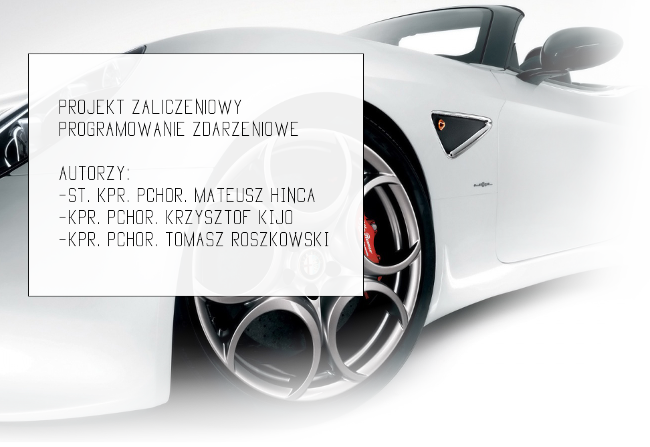 PROJEKT ZALICZENIOWY
PROGRAMOWANIE ZDARZENIOWE
AUTORZY:
-ST. KPR. PCHOR. MATEUSZ HINCA
-KPR. PCHOR. KRZYSZTOF KIJO
-KPR. PCHOR. TOMASZ ROSZKOWSKI